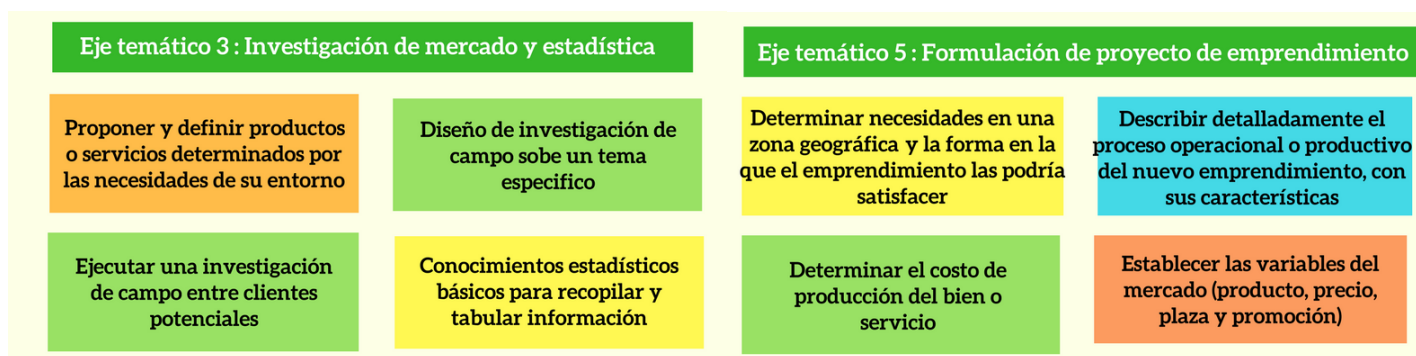 Eje temático 3 : Investigación de mercado y estadística
Proponer y definir productos
o servicios determinados por
las necesidades de su entorno
Diseño de investigación de
campo sobe un tema
especifico
Ejecutar una investigación
de campo entre clientes
potenciales
Conocimientos estadísticos
básicos para recopilar y
tabular información
Eje temático 5 : Formulación de proyecto de emprendimiento
Determinar necesidades en una
zona geográfica y la forma en la
que el emprendimiento las podría
satisfacer
Describir detalladamente el
proceso operacional o productivo
del nuevo emprendimiento, con
sus características
Determinar el costo de
producción del bien o
servicio
Establecer las variables del
mercado (producto, precio,
plaza y promoción)